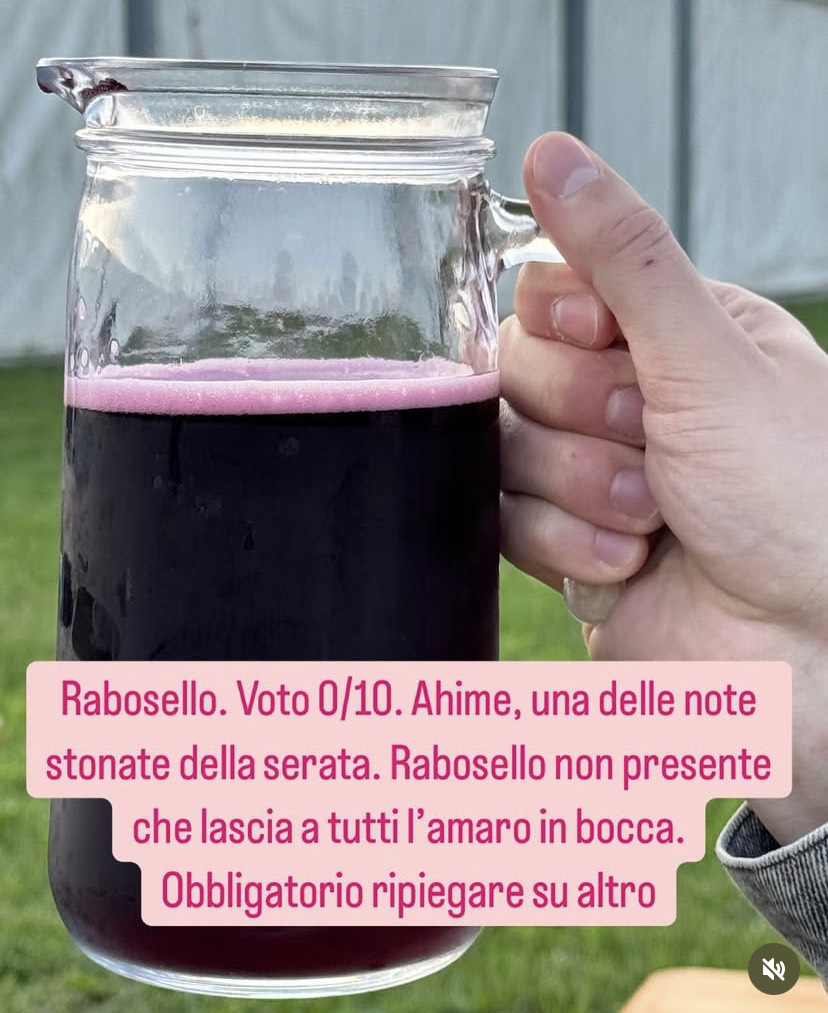 Rabosello. Voto 0/10. Ahime, una delle note
stonate della serata. Rabosello non presente
che lascia a tutti l'amaro in bocca.
Obbligatorio ripiegare su altro